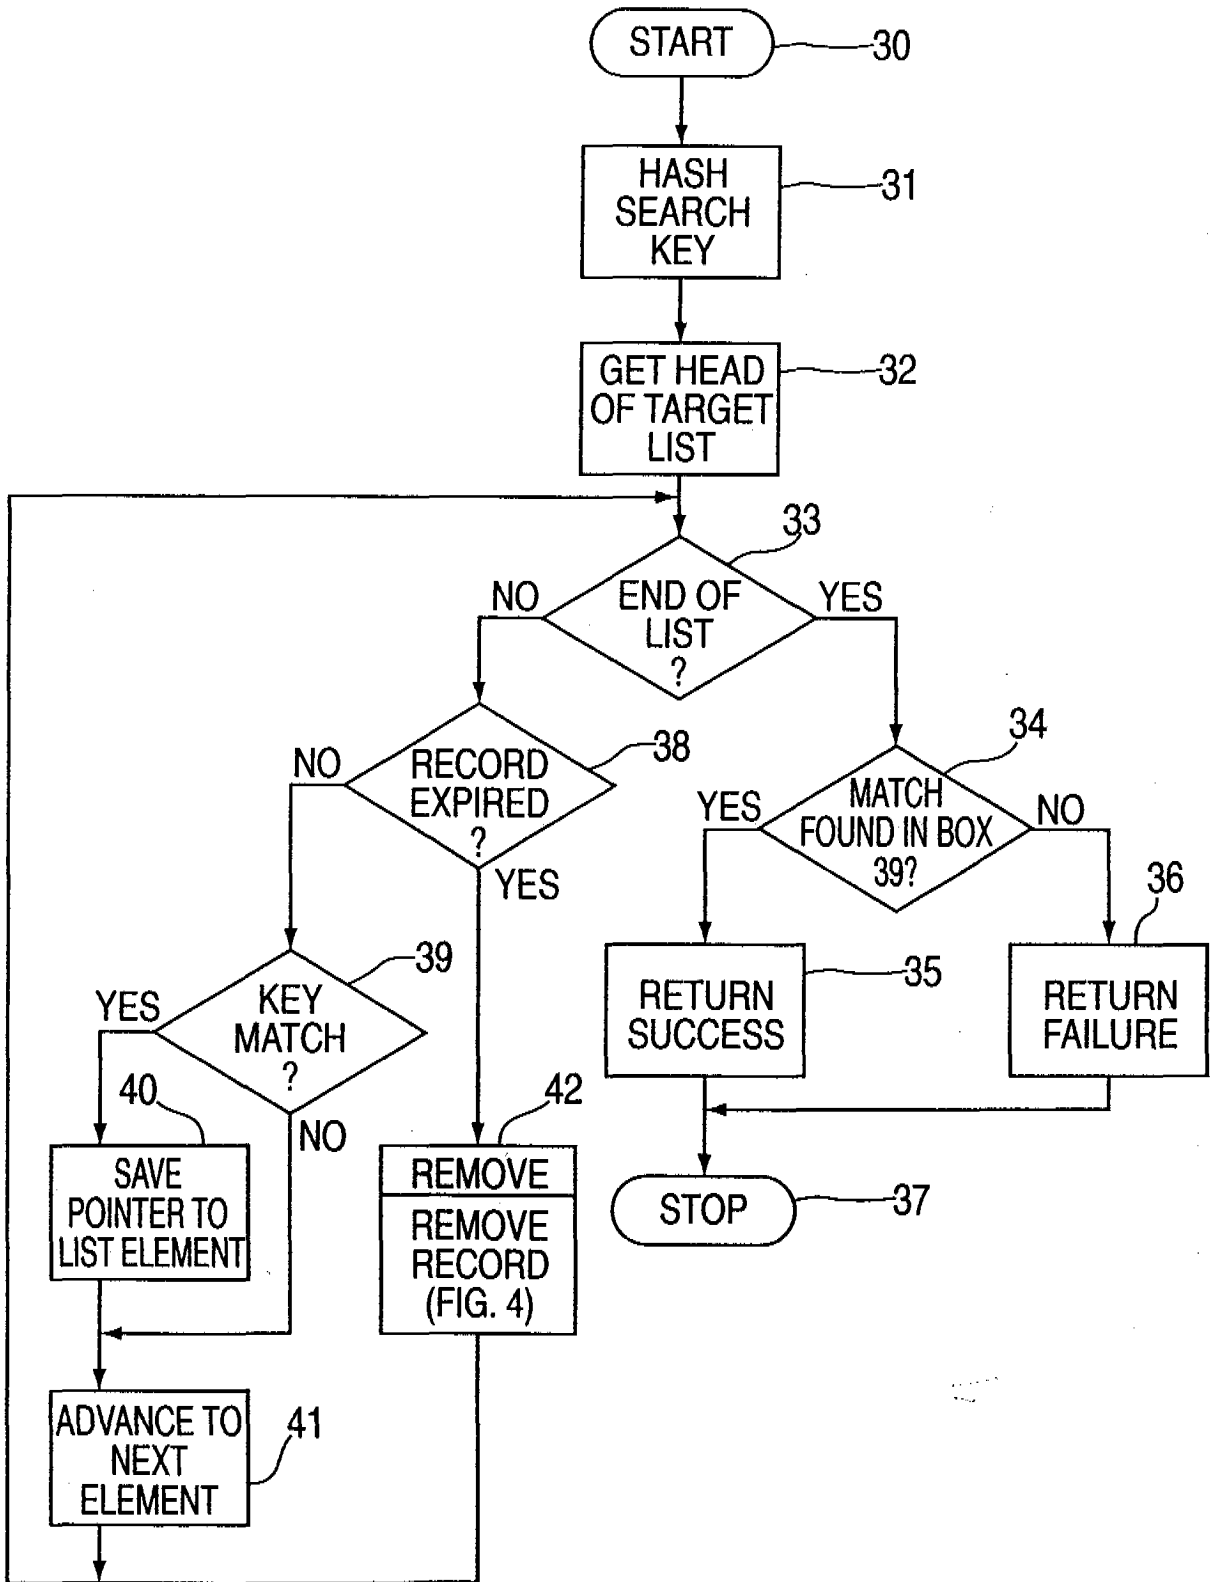 START
30
HASH
SEARCH
KEY
31
GET HEAD
OF TARGET
LIST
32
33
END OF
LIST
?
NO
YES
38
RECORD
EXPIRED
?
NO
YES
34
MATCH
FOUND IN BOX
39?
YES
NO
39
KEY
MATCH
?
YES
NO
35
RETURN
SUCCESS
36
RETURN
FAILURE
40
SAVE
POINTER TO
LIST ELEMENT
42
REMOVE
REMOVE
RECORD
(FIG. 4)
STOP
37
ADVANCE TO
NEXT
ELEMENT
41